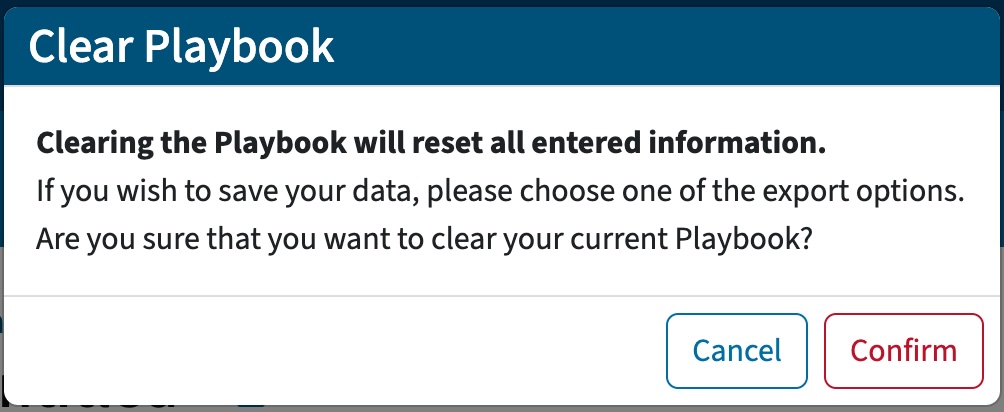 Clear Playbook
Clearing the Playbook will reset all entered information.
If you wish to save your data, please choose one of the export options.
Are you sure that you want to clear your current Playbook?
Cancel
Confirm